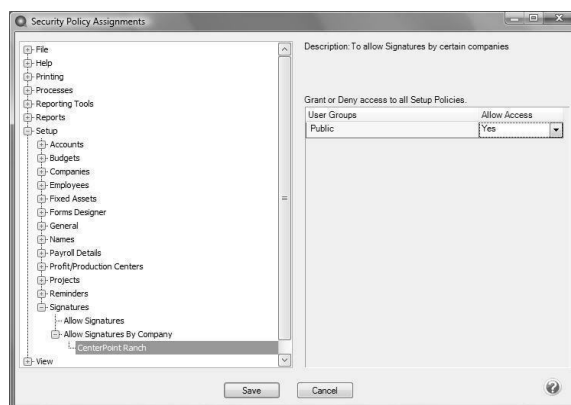 Security Policy Assignments
File
Help
Printing
Processes
Reporting Tools
Reports
Setup
Accounts
Budgets
Companies
Employees
Fixed Assets
Forms Designer
General
Names
Payroll Details
Profit/Production Centers
Projects
Reminders
Signatures
Allow Signatures
Allow Signatures By Company
CenterPoint Ranch
View
Description: To allow Signatures by certain companies
Grant or Deny access to all Setup Policies.
User Groups Allow Access
Public Yes
Save Cancel ?